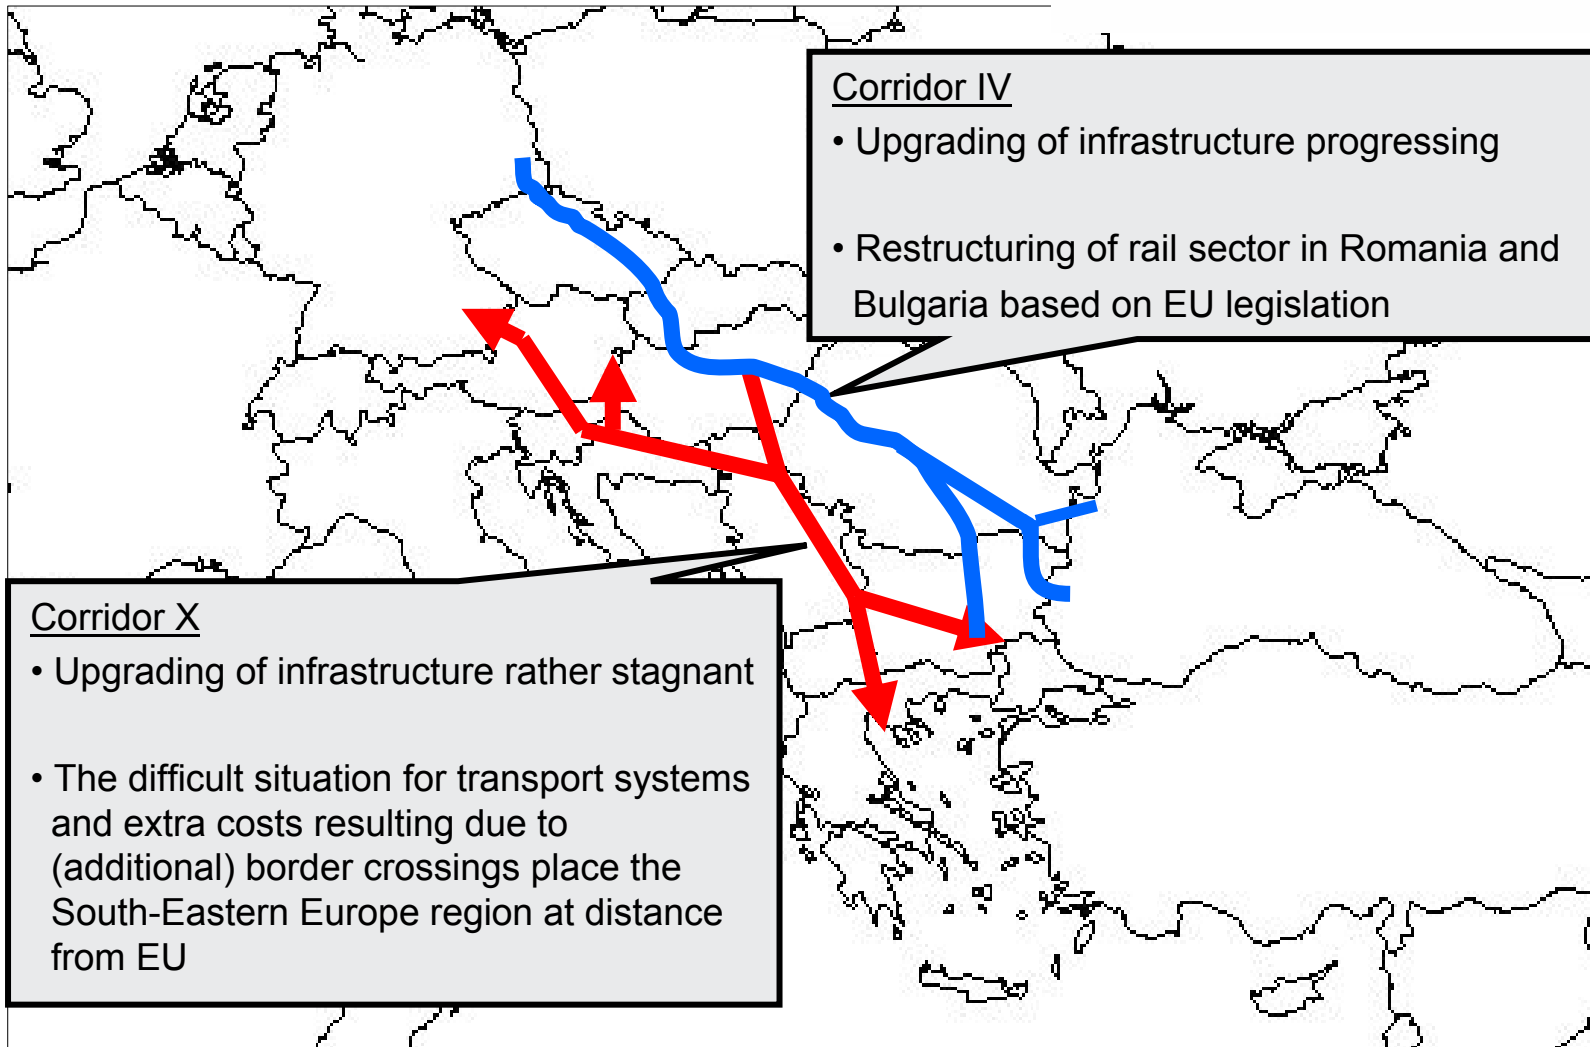 Corridor IV
• Upgrading of infrastructure progressing
• Restructuring of rail sector in Romania and
Bulgaria based on EU legislation
Corridor X
• Upgrading of infrastructure rather stagnant
• The difficult situation for transport systems
and extra costs resulting due to
(additional) border crossings place the
South-Eastern Europe region at distance
from EU